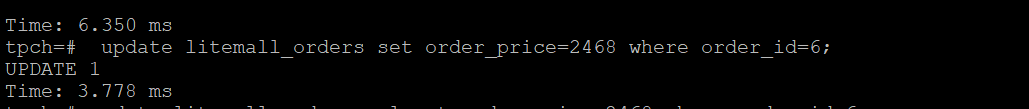 Time: 6.350 ms
tpch=#  update litemall_orders set order_price=2468 where order_id=6;
UPDATE 1
Time: 3.778 ms